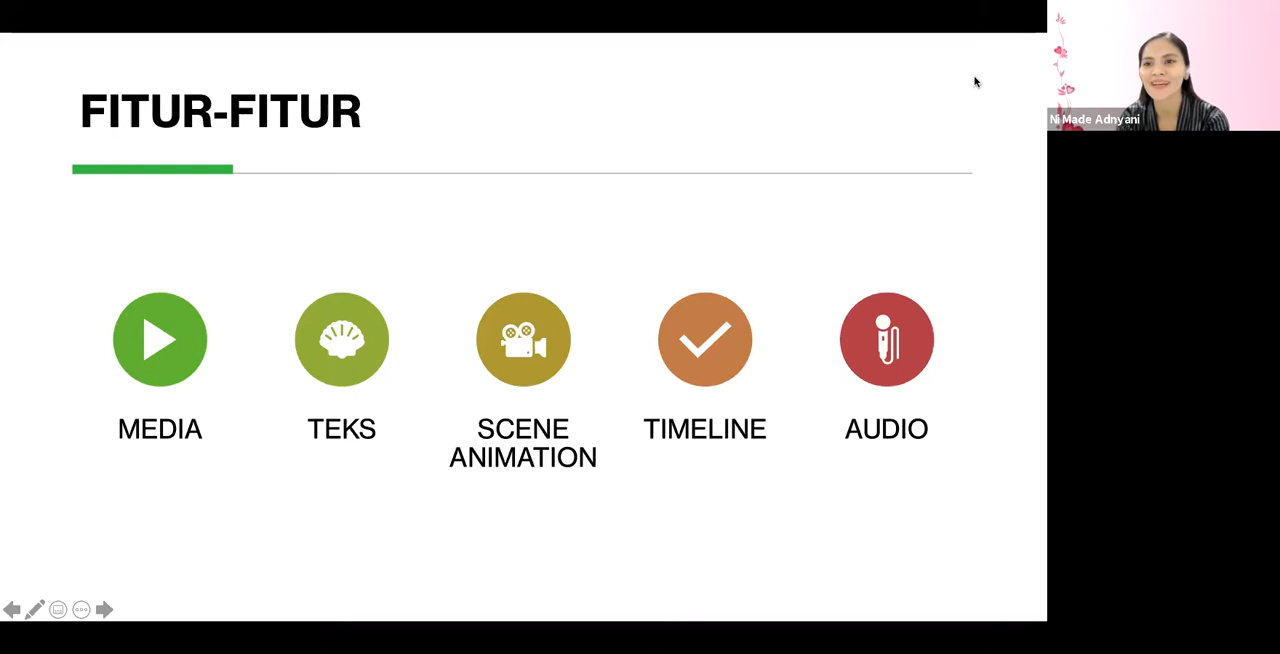 FITUR-FITUR
MEDIA
TEKS
SCENE
ANIMATION
TIMELINE
AUDIO
Ni Made Adnyani